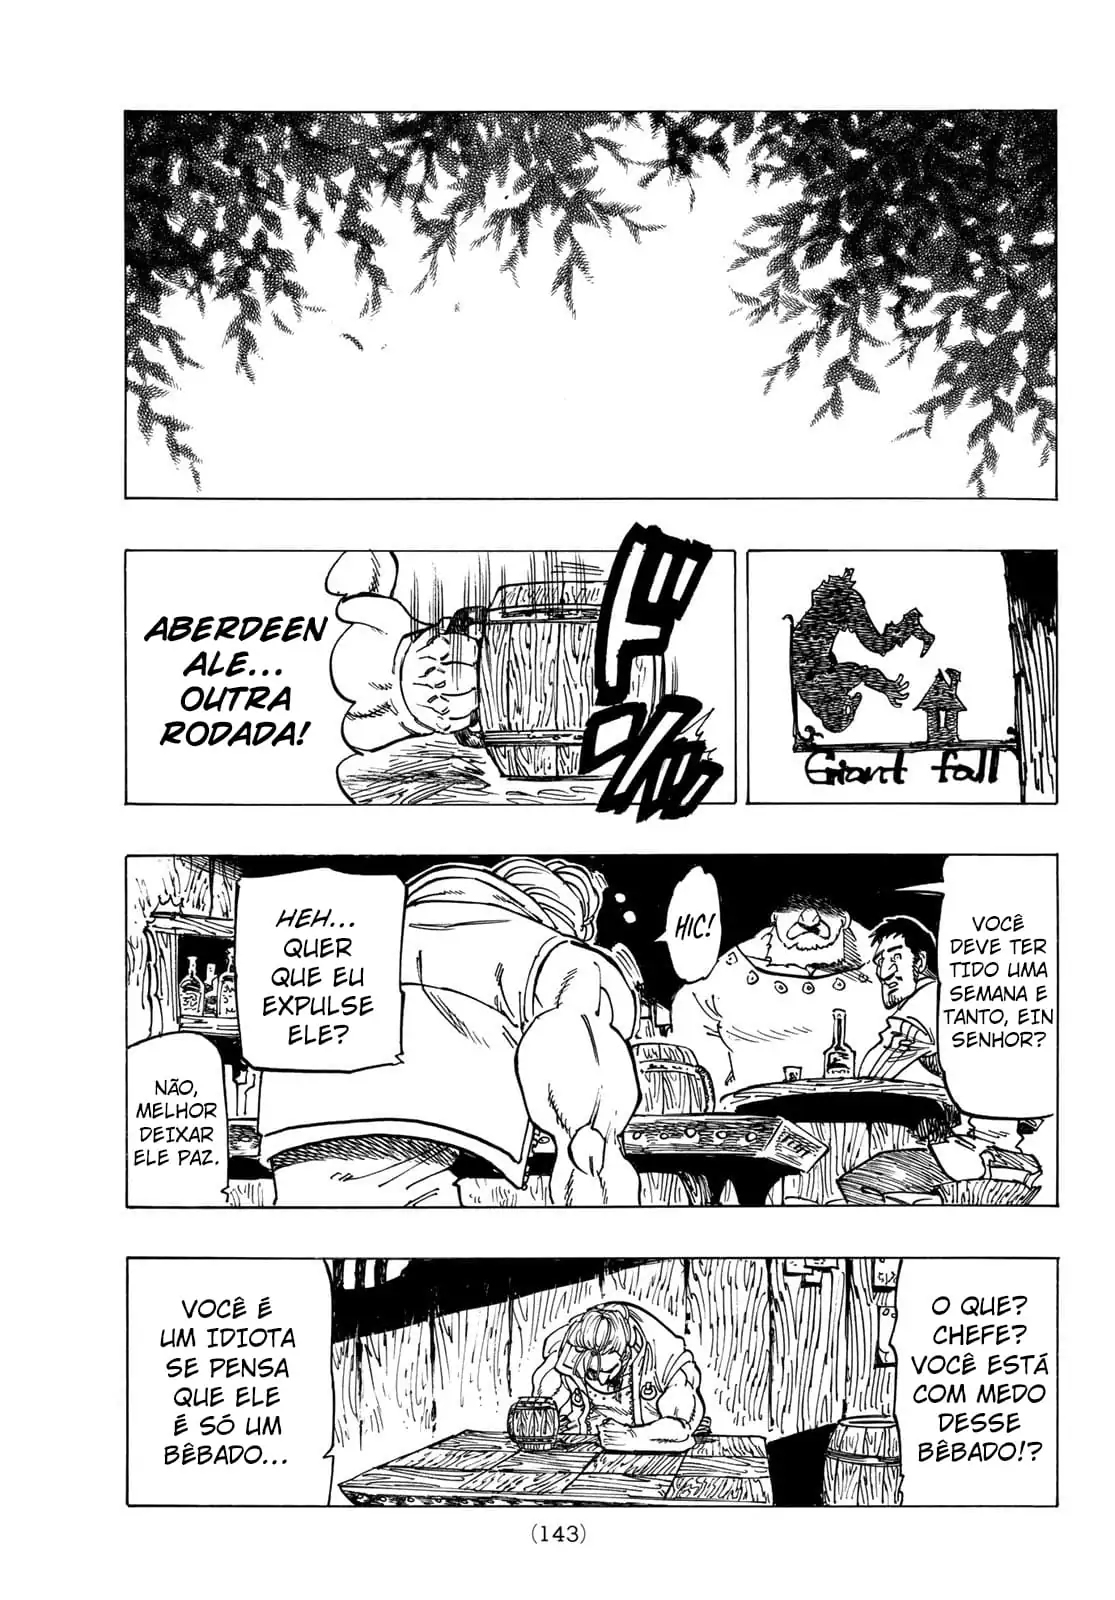 Giant fall
ABERDEEN
ALE...
OUTRA
RODADA!
VOCÊ
DEVE TER
TIDO UMA
SEMANA E
TANTO, EIN
SENHOR?
HIC!
HEH...
QUER
QUE EU
EXPULSE
ELE?
NÃO,
MELHOR
DEIXAR
ELE PAZ.
O QUE?
CHEFE?
VOCÊ ESTÁ
COM MEDO
DESSE
BÊBADO!?
VOCÊ É
UM IDIOTA
SE PENSA
QUE ELE
É SÓ UM
BÊBADO...
(143)